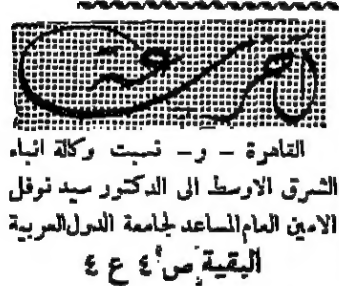 القاهرة - و - نسبت وكالة انباء
الشرق الاوسط الى الدكتور سيد نوفل
الامين العام المساعد لجامعة الدول العربية
البقية ص ٤ ع ٤